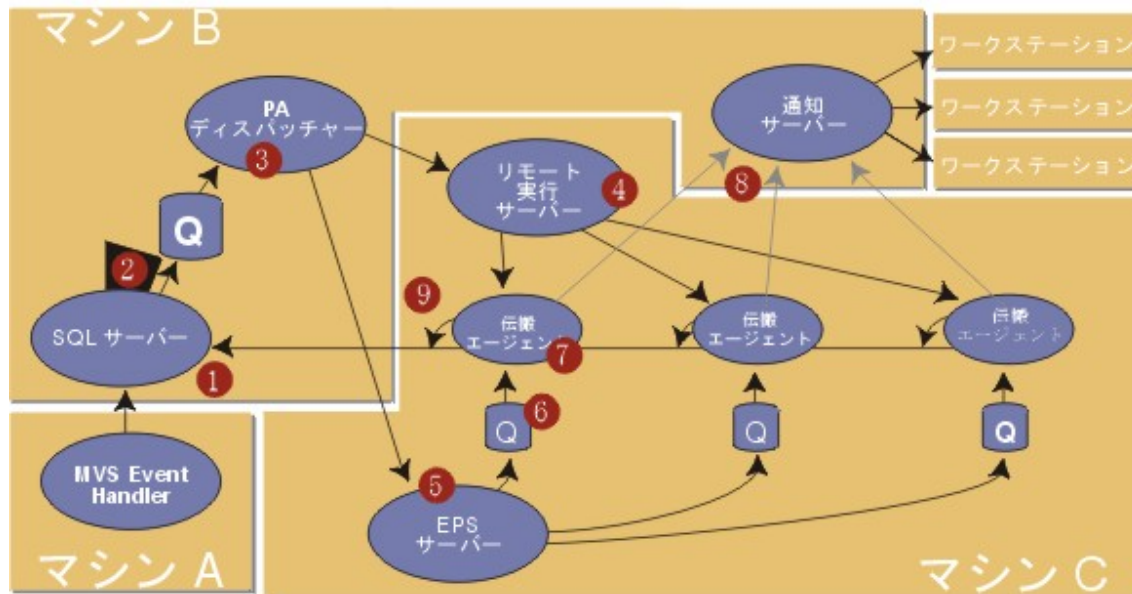 マシン B
ワークステーション
ワークステーション
ワークステーション
PA
ディスパッチャー
3
通知
サーバー
8
リモート
実行
サーバー
4
Q
2
SQL サーバー
1
9
伝搬
エージェント
7
伝搬
エージェント
伝搬
エージェント
Q
6
Q
Q
MVS Event
Handler
5
EPS
サーバー
マシン A
マシン C